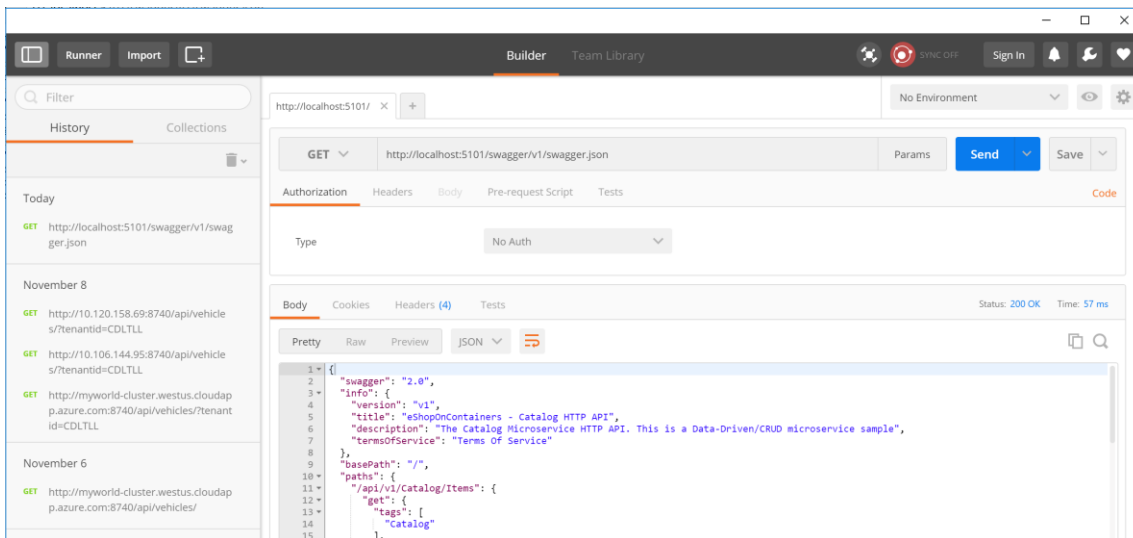 Runner Import Builder Team Library SYNC OFF Sign In
Filter
History Collections
Today
GET http://localhost:5101/swagger/v1/swag
ger.json
November 8
GET http://10.120.158.69:8740/api/vehicle
s/?tenantid=CDLTLL
GET http://10.106.144.95:8740/api/vehicle
s/?tenantid=CDLTLL
GET http://myworld-cluster.westus.cloudap
p.azure.com:8740/api/vehicles/?tenant
id=CDLTLL
November 6
GET http://myworld-cluster.westus.cloudap
p.azure.com:8740/api/vehicles/
http://localhost:5101/ × +
No Environment
GET http://localhost:5101/swagger/v1/swagger.json Params Send Save
Authorization Headers Body Pre-request Script Tests Code
Type No Auth
Body Cookies Headers (4) Tests Status: 200 OK Time: 57 ms
Pretty Raw Preview JSON
1 {
2 "swagger": "2.0",
3 "info": {
4 "version": "v1",
5 "title": "eShopOnContainers - Catalog HTTP API",
6 "description": "The Catalog Microservice HTTP API. This is a Data-Driven/CRUD microservice sample",
7 "termsOfService": "Terms Of Service"
8 },
9 "basePath": "/",
10 "paths": {
11 "/api/v1/Catalog/Items": {
12 "get": {
13 "tags": [
14 "Catalog"
15 ],